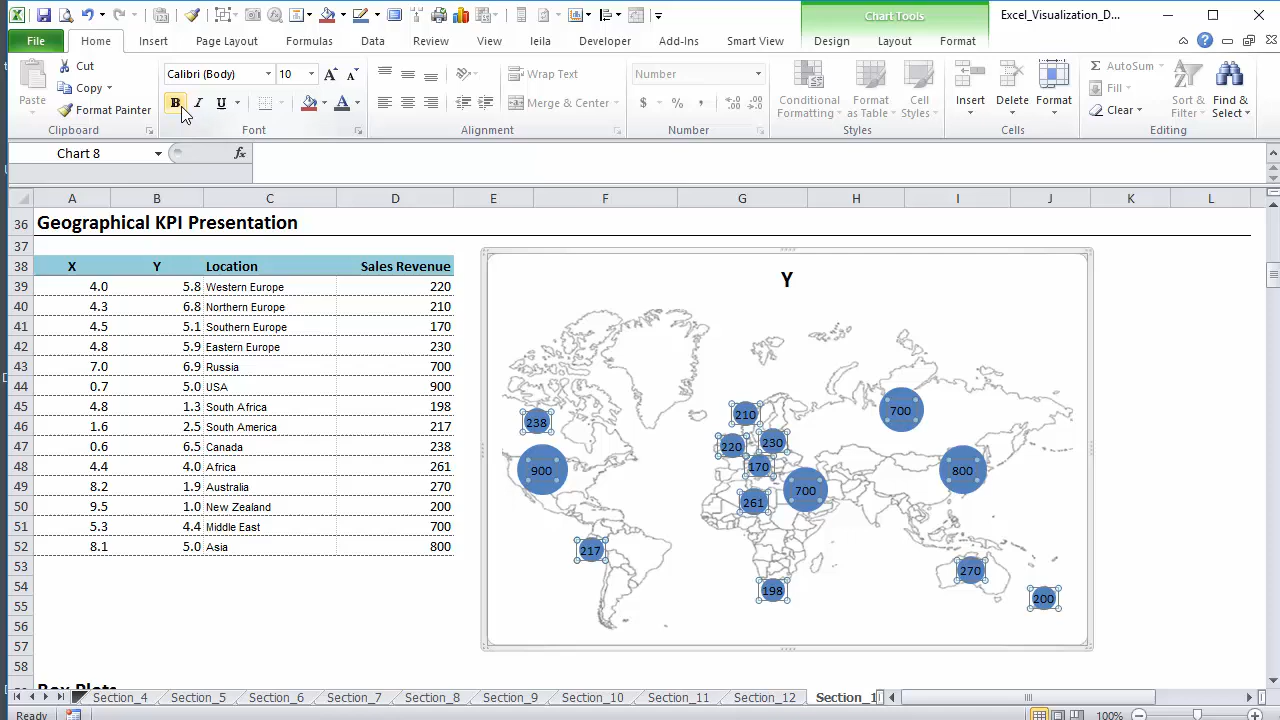 Chart Tools
Excel_Visualization_D...
File Home Insert Page Layout Formulas Data Review View leila Developer Add-Ins Smart View Design Layout Format
Paste
Cut
Copy
Format Painter
Clipboard
Calibri (Body) 10
B I U
Font
Wrap Text
Merge & Center
Alignment
Number
$ % ,
Number
Conditional Formatting
Format as Table
Cell Styles
Styles
Insert Delete Format
Cells
Σ AutoSum
Fill
Clear
Sort & Filter
Find & Select
Editing
Chart 8 fx
A B C D E F G H I J K L
36 Geographical KPI Presentation
37
38 X Y Location Sales Revenue
39 4.0 5.8 Western Europe 220
40 4.3 6.8 Northern Europe 210
41 4.5 5.1 Southern Europe 170
42 4.8 5.9 Eastern Europe 230
43 7.0 6.9 Russia 700
44 0.7 5.0 USA 900
45 4.8 1.3 South Africa 198
46 1.6 2.5 South America 217
47 0.6 6.5 Canada 238
48 4.4 4.0 Africa 261
49 8.2 1.9 Australia 270
50 9.5 1.0 New Zealand 200
51 5.3 4.4 Middle East 700
52 8.1 5.0 Asia 800
53
54
55
56
57
58
Y
210 700
238
220 230
170
900 800
700
261
217
270
198
200
Box Plots
Section_4 Section_5 Section_6 Section_7 Section_8 Section_9 Section_10 Section_11 Section_12 Section_1
Ready 100%